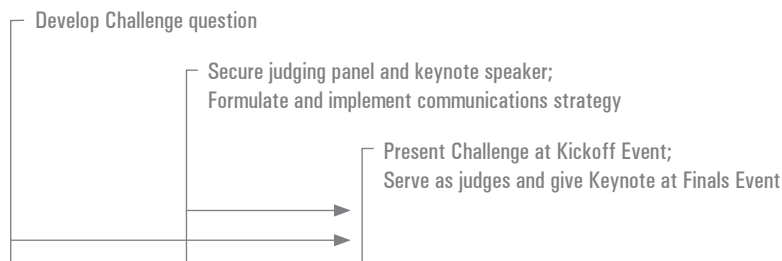 Develop Challenge question
Secure judging panel and keynote speaker;
Formulate and implement communications strategy
Present Challenge at Kickoff Event;
Serve as judges and give Keynote at Finals Event